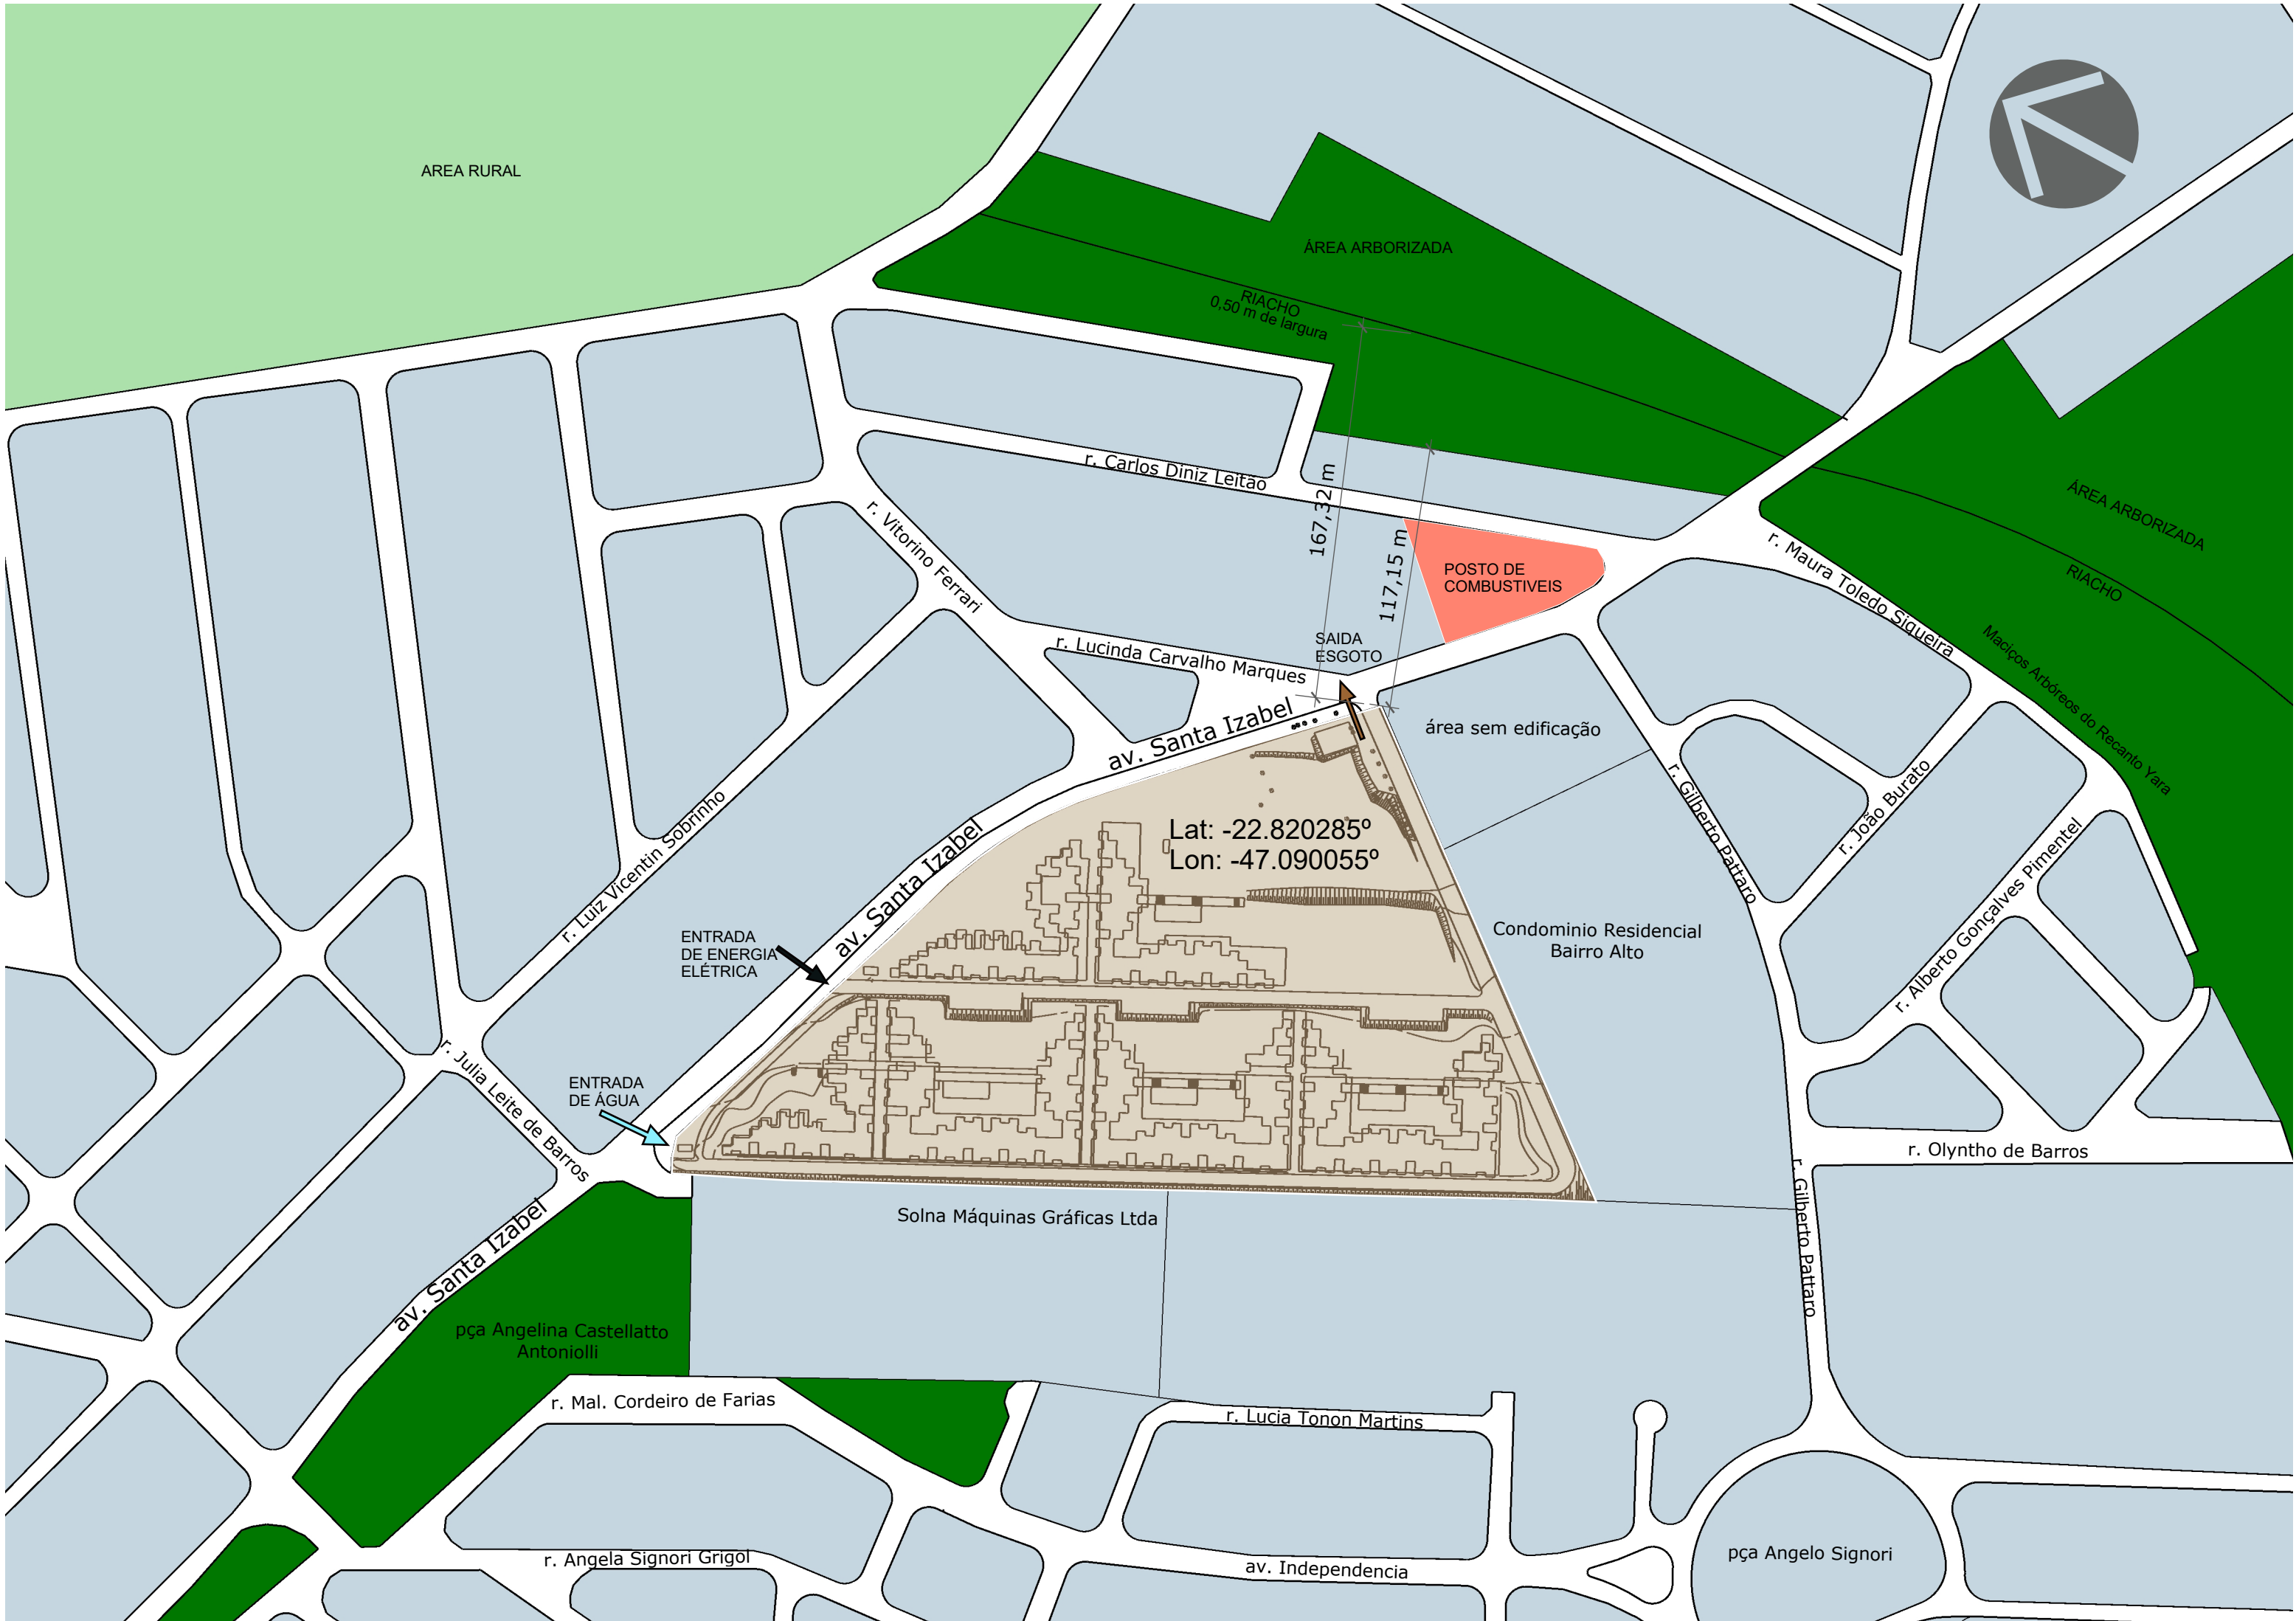 AREA RURAL
ÁREA ARBORIZADA
RIACHO
0,50 m de largura
r. Carlos Diniz Leitão
167,32 m
117,15 m
POSTO DE
COMBUSTIVEIS
ÁREA ARBORIZADA
RIACHO
r. Maura Toledo Siqueira
Maciços Arbóreos do Recanto Yara
r. Vitorino Ferrari
SAIDA
ESGOTO
r. Lucinda Carvalho Marques
av. Santa Izabel
área sem edificação
r. Gilberto Pattaro
r. João Burato
r. Alberto Gonçalves Pimentel
r. Luiz Vicentin Sobrinho
av. Santa Izabel
Lat: -22.820285º
Lon: -47.090055º
ENTRADA
DE ENERGIA
ELÉTRICA
Condominio Residencial
Bairro Alto
r. Julia Leite de Barros
ENTRADA
DE ÁGUA
r. Olyntho de Barros
r. Gilberto Pattaro
Solna Máquinas Gráficas Ltda
av. Santa Izabel
pça Angelina Castellatto
Antoniolli
r. Mal. Cordeiro de Farias
r. Lucia Tonon Martins
r. Angela Signori Grigol
av. Independencia
pça Angelo Signori